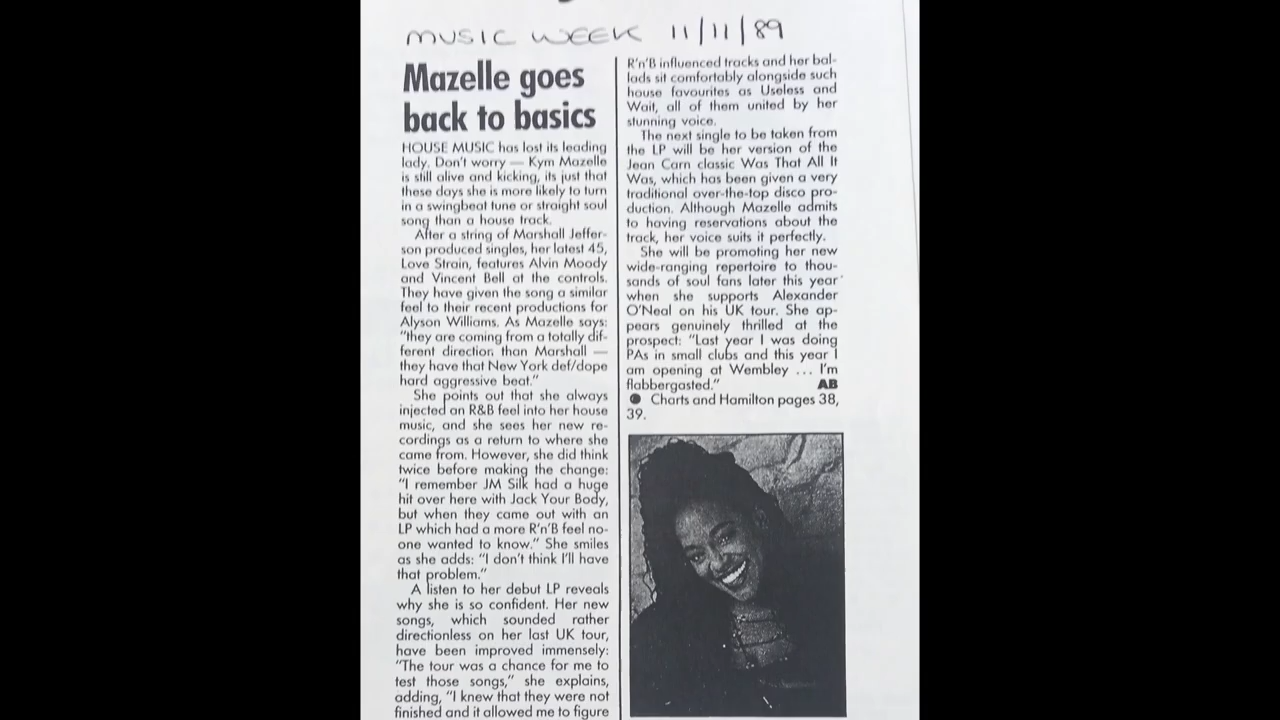 MUSIC WEEK 11/11/89
Mazelle goes
back to basics
HOUSE MUSIC has lost its leading
lady. Don't worry — Kym Mazelle
is still alive and kicking, its just that
these days she is more likely to turn
in a swingbeat tune or straight soul
song than a house track.
After a string of Marshall Jeffer-
son produced singles, her latest 45,
Love Strain, features Alvin Moody
and Vincent Bell at the controls.
They have given the song a similar
feel to their recent productions for
Alyson Williams. As Mazelle says:
"they are coming from a totally dif-
ferent direction than Marshall —
they have that New York def/dope
hard aggressive beat."
She points out that she always
injected an R&B feel into her house
music, and she sees her new re-
cordings as a return to where she
came from. However, she did think
twice before making the change:
"I remember JM Silk had a huge
hit over here with Jack Your Body,
but when they came out with an
LP which had a more R'n'B feel no-
one wanted to know." She smiles
as she adds: "I don't think I'll have
that problem."
A listen to her debut LP reveals
why she is so confident. Her new
songs, which sounded rather
directionless on her last UK tour,
have been improved immensely:
"The tour was a chance for me to
test those songs," she explains,
adding, "I knew that they were not
finished and it allowed me to figure
R'n'B influenced tracks and her bal-
lads sit comfortably alongside such
house favourites as Useless and
Wait, all of them united by her
stunning voice.
The next single to be taken from
the LP will be her version of the
Jean Carn classic Was That All It
Was, which has been given a very
traditional over-the-top disco pro-
duction. Although Mazelle admits
to having reservations about the
track, her voice suits it perfectly.
She will be promoting her new
wide-ranging repertoire to thou-
sands of soul fans later this year
when she supports Alexander
O'Neal on his UK tour. She ap-
pears genuinely thrilled at the
prospect: "Last year I was doing
PAs in small clubs and this year I
am opening at Wembley ... I'm
flabbergasted." AB
● Charts and Hamilton pages 38,
39.